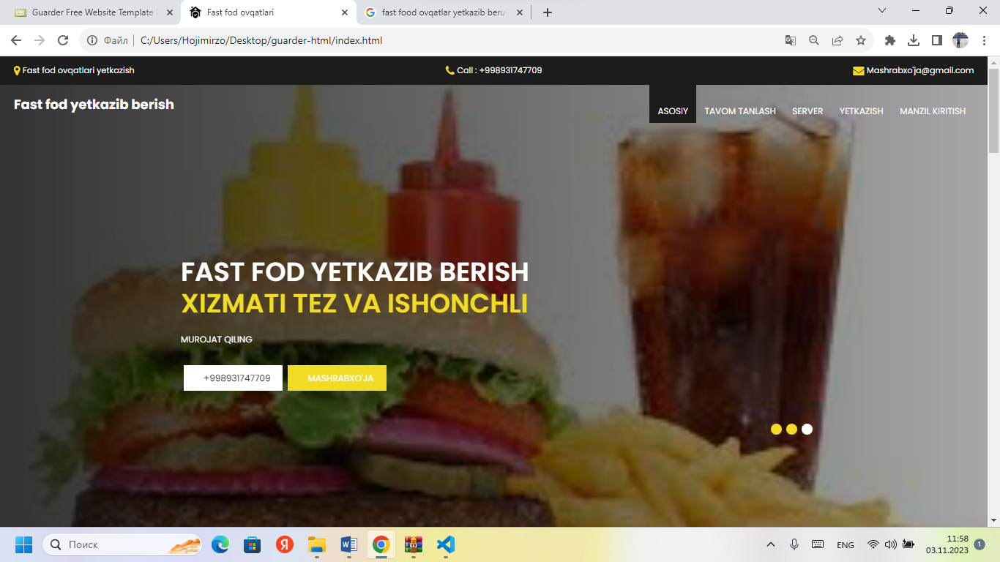 Guarder Free Website Template
Fast fod ovqatlari
fast food ovqatlar yetkazib beru
Файл
C:/Users/Hojimirzo/Desktop/guarder-html/index.html
Fast fod ovqatlari yetkazish
Call : +998931747709
Mashrabxo'ja@gmail.com
Fast fod yetkazib berish
ASOSIY
TAVOM TANLASH
SERVER
YETKAZISH
MANZIL KIRITISH
FAST FOD YETKAZIB BERISH
XIZMATI TEZ VA ISHONCHLI
MUROJAT QILING
+998931747709
MASHRABXO'JA
Поиск
ENG
11:58
03.11.2023
1